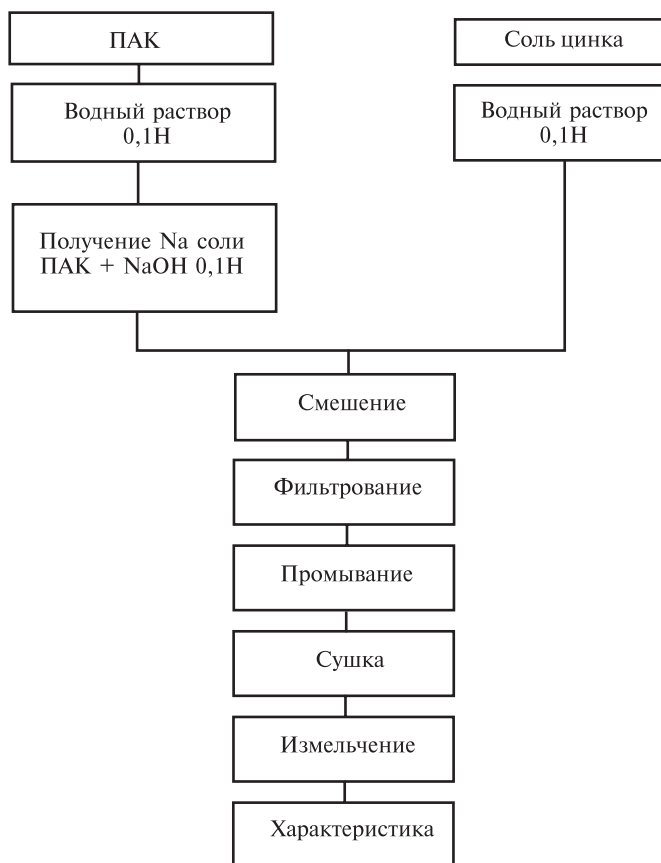 ПАК
Соль цинка
Водный раствор
0,1Н
Водный раствор
0,1Н
Получение Na соли
ПАК + NaOH 0,1Н
Смешение
Фильтрование
Промывание
Сушка
Измельчение
Характеристика